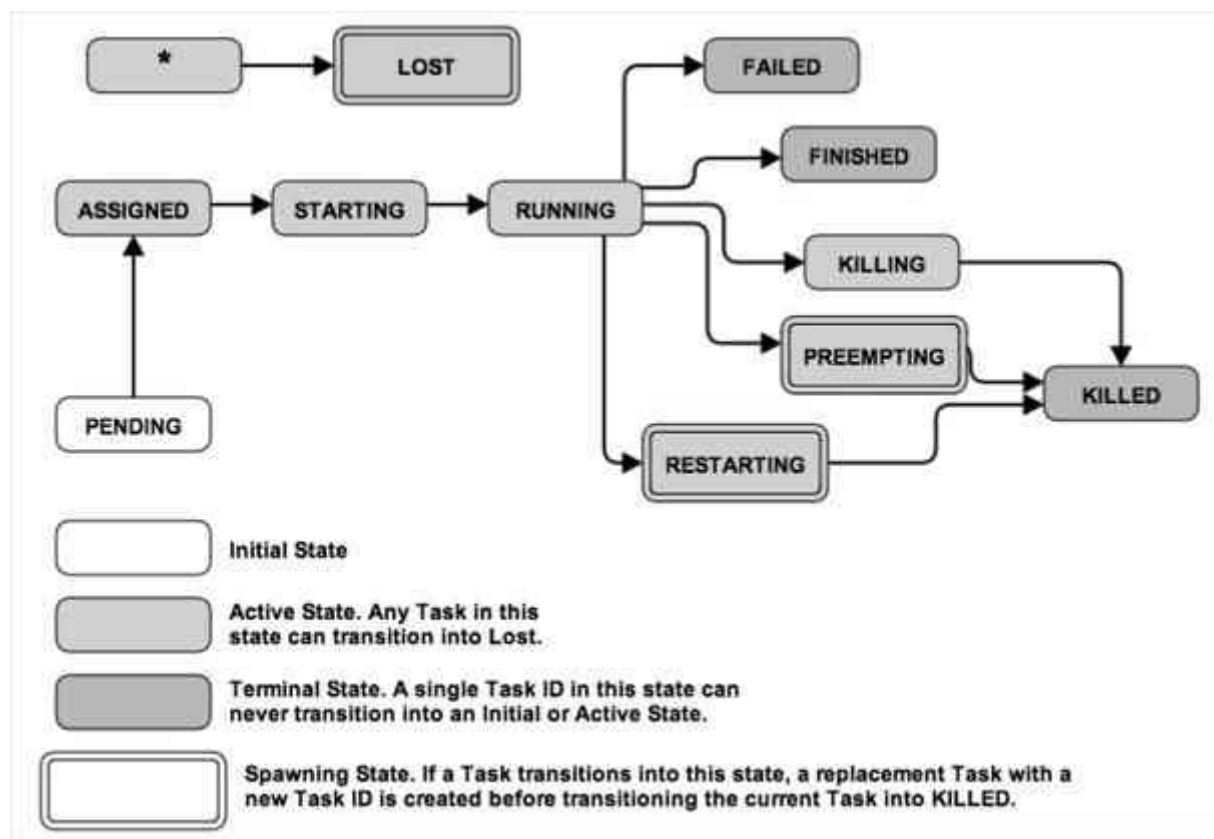 *
LOST
FAILED
FINISHED
ASSIGNED
STARTING
RUNNING
KILLING
PREEMPTING
KILLED
PENDING
RESTARTING
Initial State
Active State. Any Task in this
state can transition into Lost.
Terminal State. A single Task ID in this state can
never transition into an Initial or Active State.
Spawning State. If a Task transitions into this state, a replacement Task with a
new Task ID is created before transitioning the current Task into KILLED.